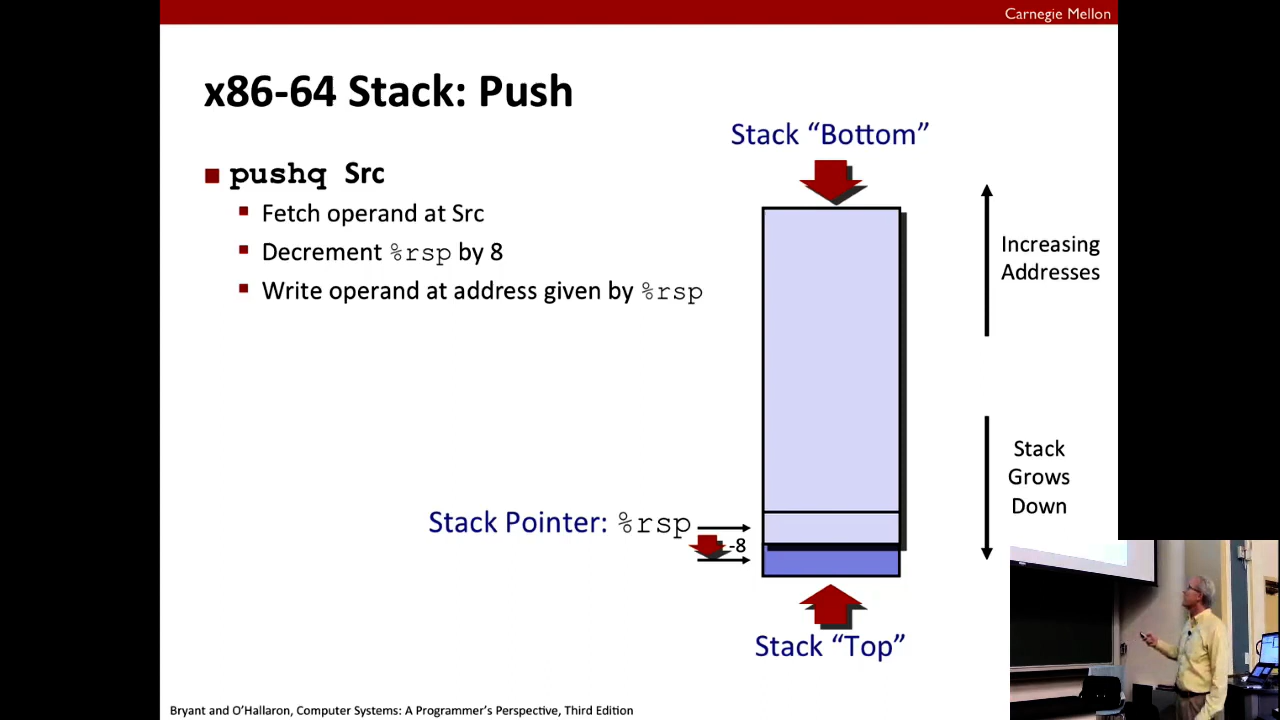 Carnegie Mellon
x86-64 Stack: Push
pushq Src
Fetch operand at Src
Decrement %rsp by 8
Write operand at address given by %rsp
Stack “Bottom”
Increasing
Addresses
Stack
Grows
Down
Stack Pointer: %rsp
-8
Stack “Top”
Bryant and O’Hallaron, Computer Systems: A Programmer’s Perspective, Third Edition